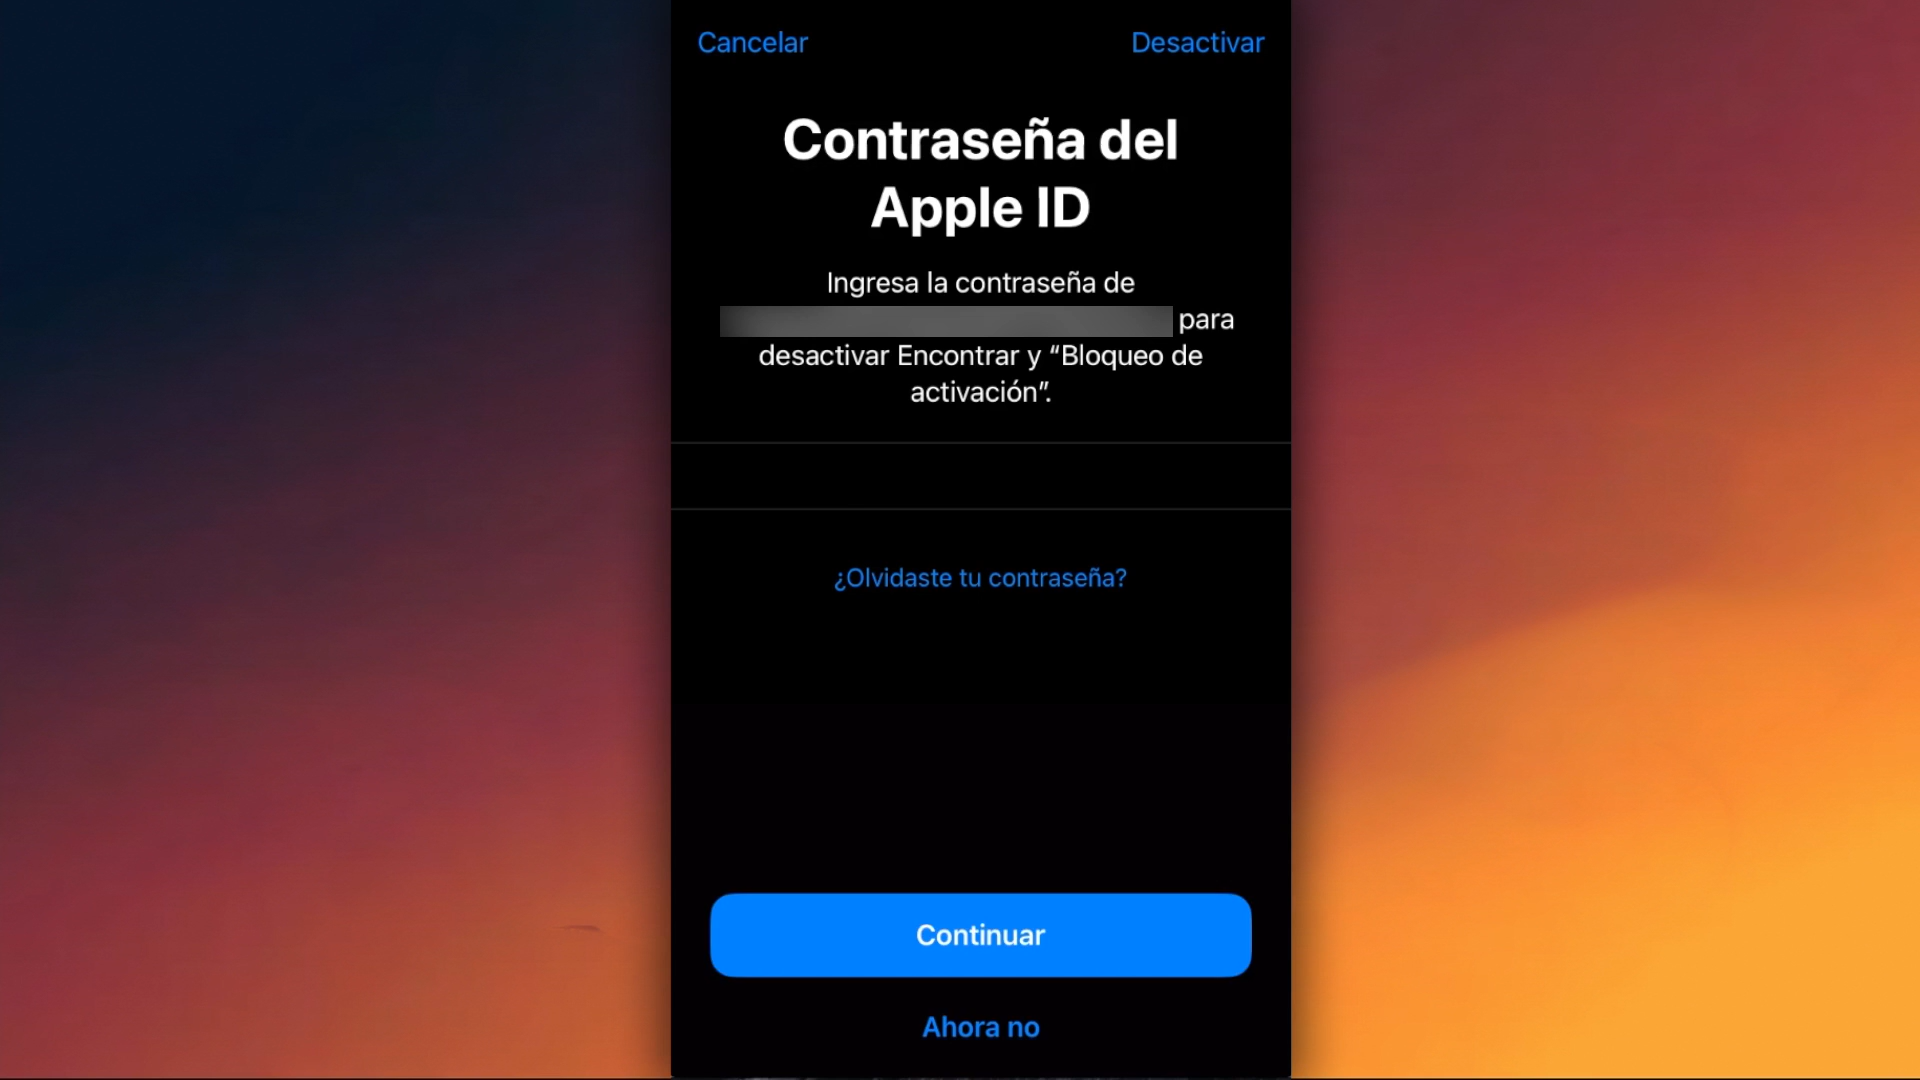 Cancelar
Desactivar
Contraseña del
Apple ID
Ingresa la contraseña de
para
desactivar Encontrar y “Bloqueo de
activación”.
¿Olvidaste tu contraseña?
Continuar
Ahora no